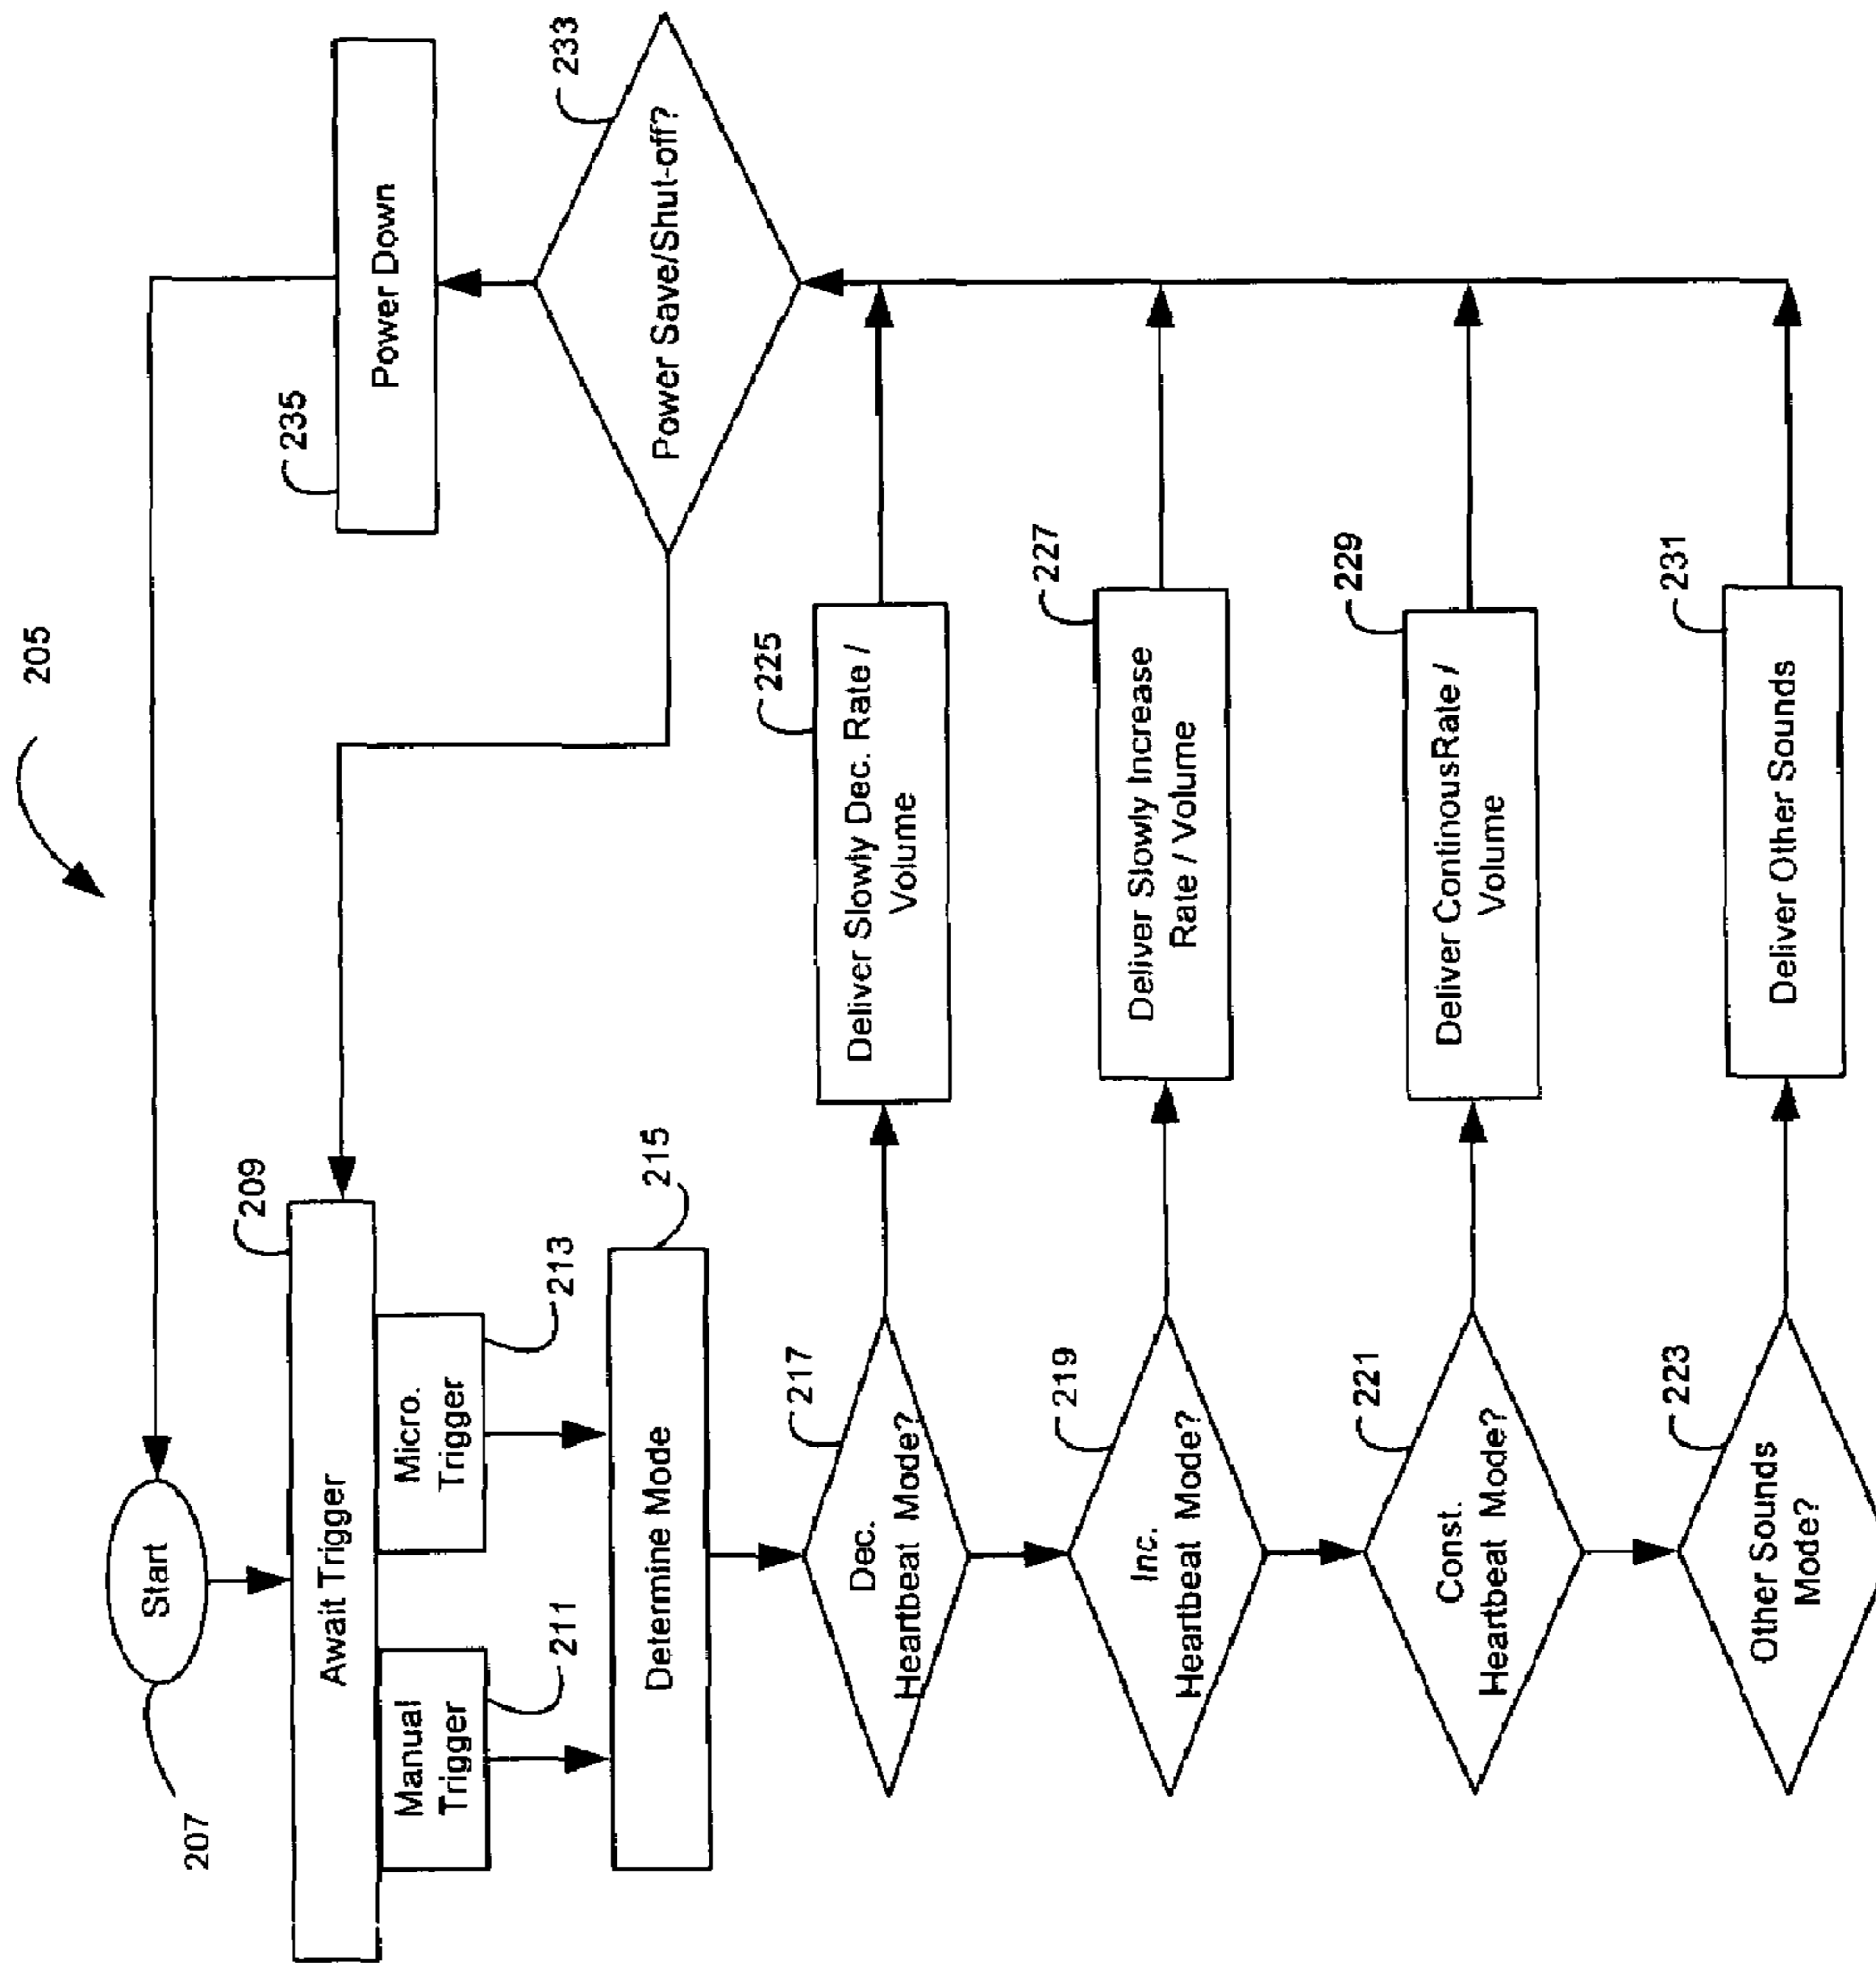 205
Start
207
Await Trigger
209
Manual
Trigger
211
Micro.
Trigger
213
Determine Mode
215
Dec.
Heartbeat Mode?
217
Deliver Slowly Dec. Rate /
Volume
225
Inc.
Heartbeat Mode?
219
Deliver Slowly Increase
Rate / Volume
227
Const.
Heartbeat Mode?
221
Deliver ContinousRate /
Volume
229
Other Sounds
Mode?
223
Deliver Other Sounds
231
Power Save/Shut-off?
233
Power Down
235